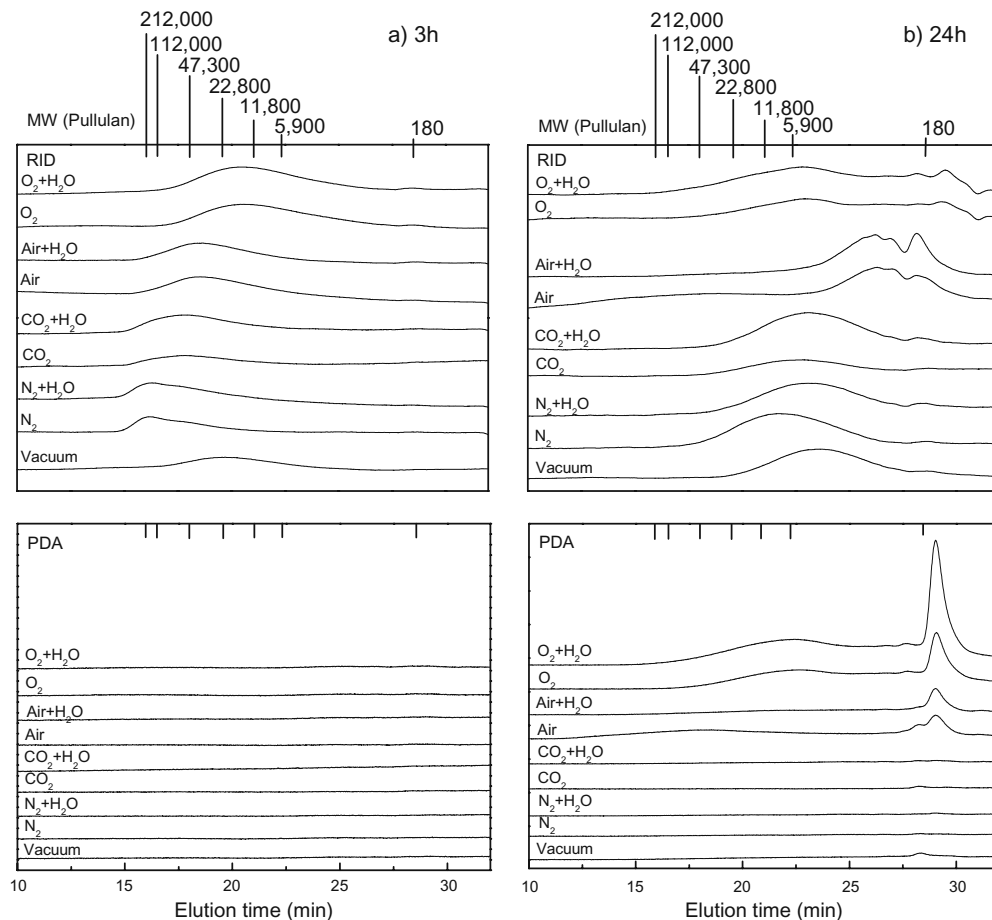 212,000
112,000
47,300
22,800
11,800
5,900
180
MW (Pullulan)
a) 3h
RID
O₂+H₂O
O₂
Air+H₂O
Air
CO₂+H₂O
CO₂
N₂+H₂O
N₂
Vacuum
212,000
112,000
47,300
22,800
11,800
5,900
180
MW (Pullulan)
b) 24h
RID
O₂+H₂O
O₂
Air+H₂O
Air
CO₂+H₂O
CO₂
N₂+H₂O
N₂
Vacuum
PDA
O₂+H₂O
O₂
Air+H₂O
Air
CO₂+H₂O
CO₂
N₂+H₂O
N₂
Vacuum
10 15 20 25 30
Elution time (min)
PDA
O₂+H₂O
O₂
Air+H₂O
Air
CO₂+H₂O
CO₂
N₂+H₂O
N₂
Vacuum
10 15 20 25 30
Elution time (min)